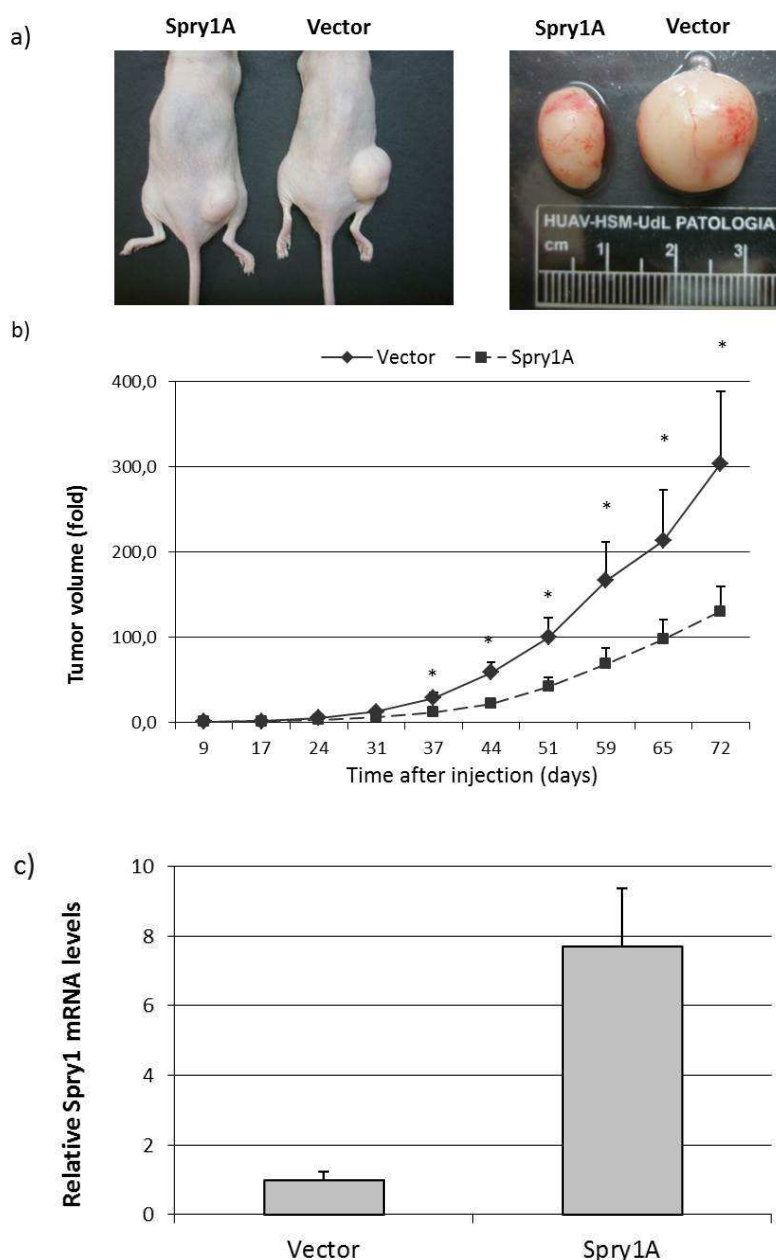 a)
Spry1A Vector
Spry1A Vector
HUAV-HSM-UdL PATOLOGIA
cm 1 2 3
b)
Vector Spry1A
*
400,0
*
300,0
*
200,0
*
*
100,0
*
0,0
Tumor volume (fold)
9 17 24 31 37 44 51 59 65 72
Time after injection (days)
c)
10
8
6
4
2
0
Relative Spry1 mRNA levels
Vector Spry1A